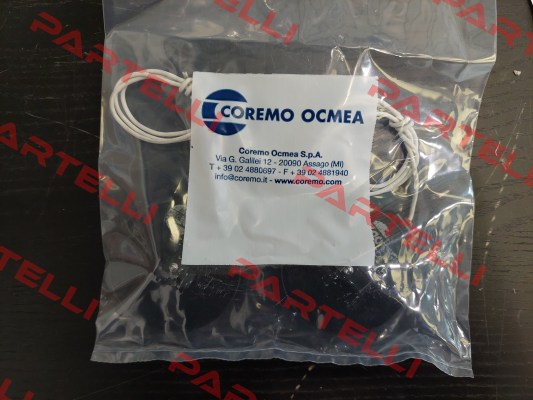 COREMO OCMEA
Coremo Ocmea S.p.A.
Via G. Galilei 12 - 20090 Assago (MI)
T + 39 02 4880697 - F + 39 02 4881940
info@coremo.it - www.coremo.com
PARTELLI
PARTELLI
PARTELLI
PARTELLI
PARTELLI